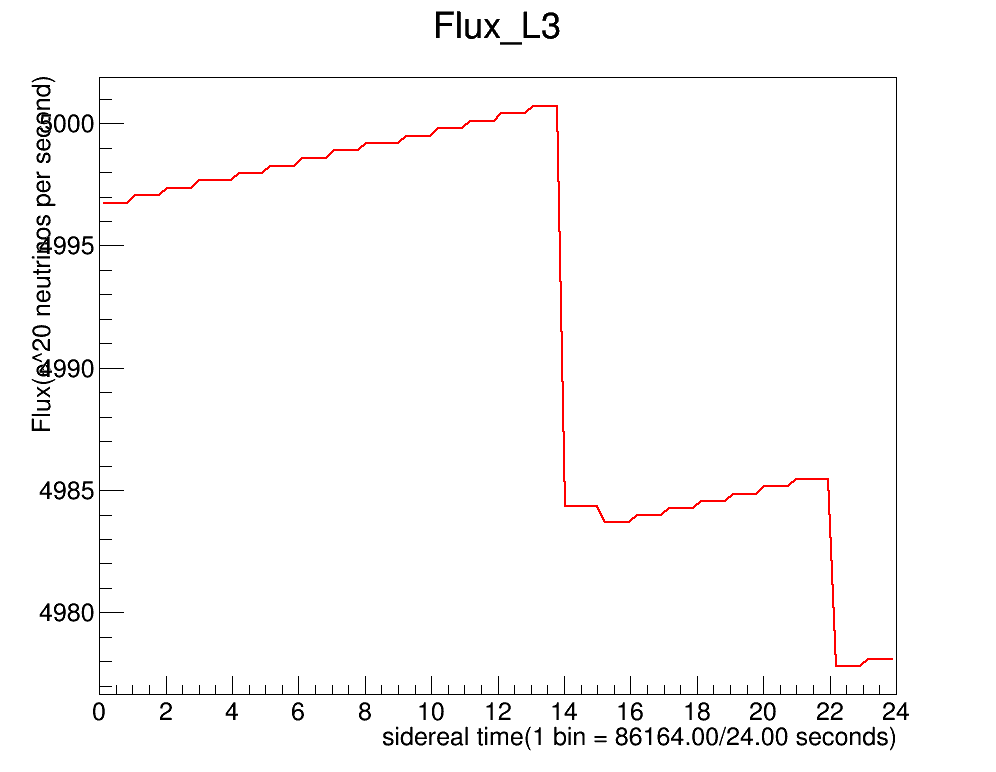 Flux_L3
Flux(e^20 neutrinos per second)
5000
4995
4990
4985
4980
0 2 4 6 8 10 12 14 16 18 20 22 24
sidereal time(1 bin = 86164.00/24.00 seconds)